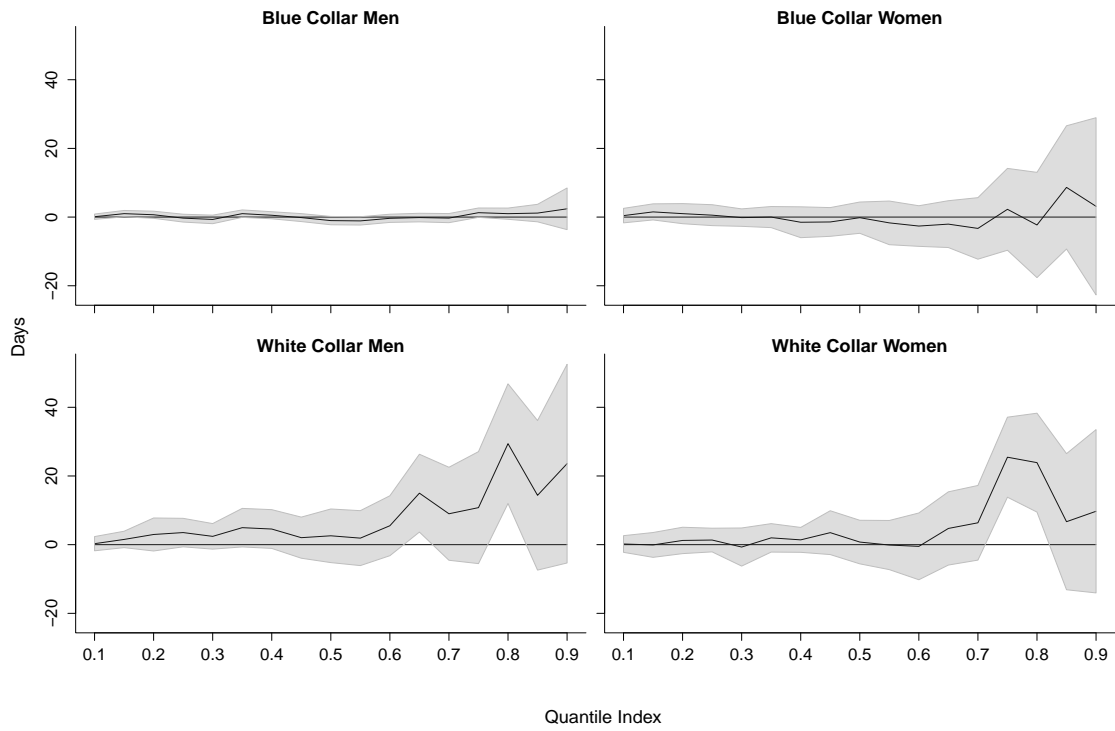 Blue Collar Men
Blue Collar Women
40
20
0
−20
White Collar Men
White Collar Women
40
20
0
−20
0.1 0.2 0.3 0.4 0.5 0.6 0.7 0.8 0.9
0.1 0.2 0.3 0.4 0.5 0.6 0.7 0.8 0.9
Days
Quantile Index